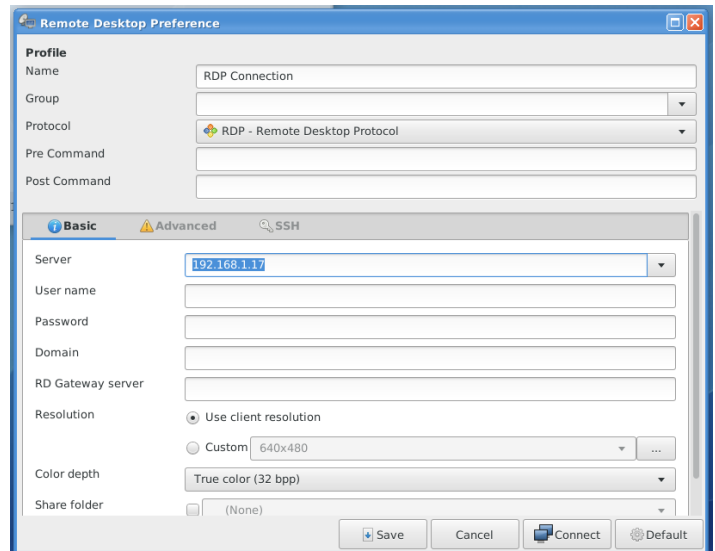 Remote Desktop Preference
Profile
Name RDP Connection
Group
Protocol RDP - Remote Desktop Protocol
Pre Command
Post Command
Basic Advanced SSH
Server 192.168.1.17
User name
Password
Domain
RD Gateway server
Resolution Use client resolution
Custom 640x480 ...
Color depth True color (32 bpp)
Share folder (None)
Save Cancel Connect Default